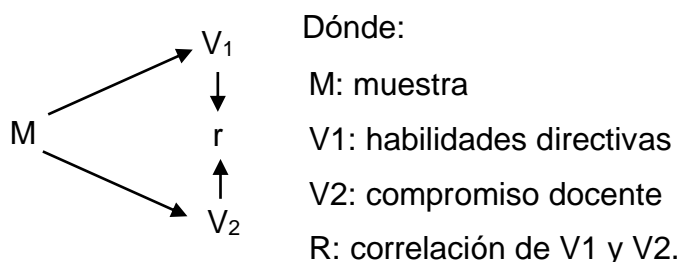 V₁
M
r
V₂
Dónde:
M: muestra
V1: habilidades directivas
V2: compromiso docente
R: correlación de V1 y V2.